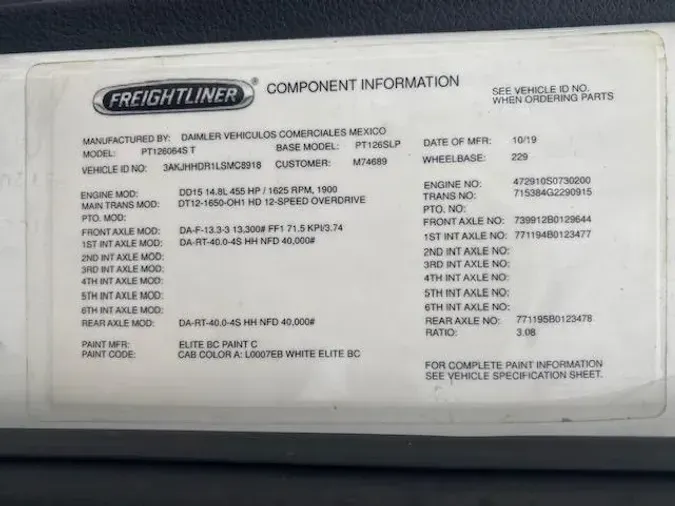 FREIGHTLINER ® COMPONENT INFORMATION
SEE VEHICLE ID NO.
WHEN ORDERING PARTS
MANUFACTURED BY: DAIMLER VEHICULOS COMERCIALES MEXICO DATE OF MFR: 10/19
MODEL: PT126064S T BASE MODEL: PT126SLP
VEHICLE ID NO: 3AKJHHDR1LSMC8918 CUSTOMER: M74689 WHEELBASE: 229
ENGINE MOD: DD15 14.8L 455 HP / 1625 RPM, 1900 ENGINE NO: 472910S0730200
MAIN TRANS MOD: DT12-1650-OH1 HD 12-SPEED OVERDRIVE TRANS NO: 715384G2290915
PTO. MOD: PTO. NO:
FRONT AXLE MOD: DA-F-13.3-3 13,300# FF1 71.5 KPI/3.74 FRONT AXLE NO: 739912B0129644
1ST INT AXLE MOD: DA-RT-40.0-4S HH NFD 40,000# 1ST INT AXLE NO: 771194B0123477
2ND INT AXLE MOD: 2ND INT AXLE NO:
3RD INT AXLE MOD: 3RD INT AXLE NO:
4TH INT AXLE MOD: 4TH INT AXLE NO:
5TH INT AXLE MOD: 5TH INT AXLE NO:
6TH INT AXLE MOD: 6TH INT AXLE NO:
REAR AXLE MOD: DA-RT-40.0-4S HH NFD 40,000# REAR AXLE NO: 771195B0123478
RATIO: 3.08
PAINT MFR: ELITE BC PAINT C
PAINT CODE: CAB COLOR A: L0007EB WHITE ELITE BC
FOR COMPLETE PAINT INFORMATION
SEE VEHICLE SPECIFICATION SHEET.